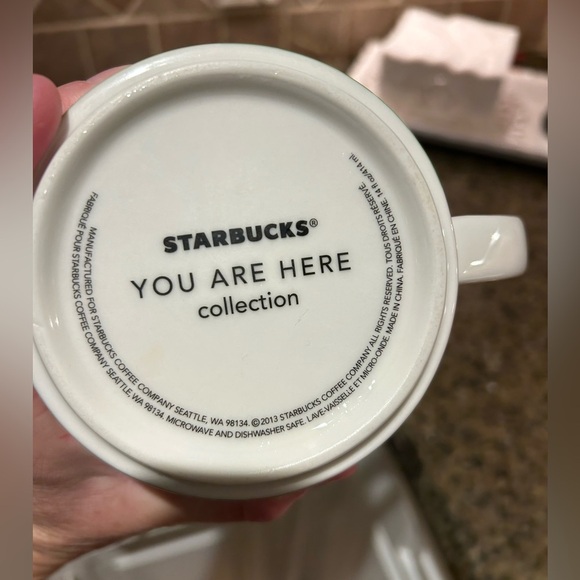 STARBUCKS®
YOU ARE HERE
collection
MANUFACTURED FOR STARBUCKS COFFEE COMPANY SEATTLE, WA 98134. ©2013 STARBUCKS COFFEE COMPANY ALL RIGHTS RESERVED. TOUS DROITS RESERVÉ. 14 fl oz/414 mL
FABRIQUÉ POUR STARBUCKS COFFEE COMPANY SEATTLE, WA 98134. MICROWAVE AND DISHWASHER SAFE. LAVE-VAISSELLE ET MICRO-ONDE. MADE IN CHINA. FABRIQUÉ EN CHINE.